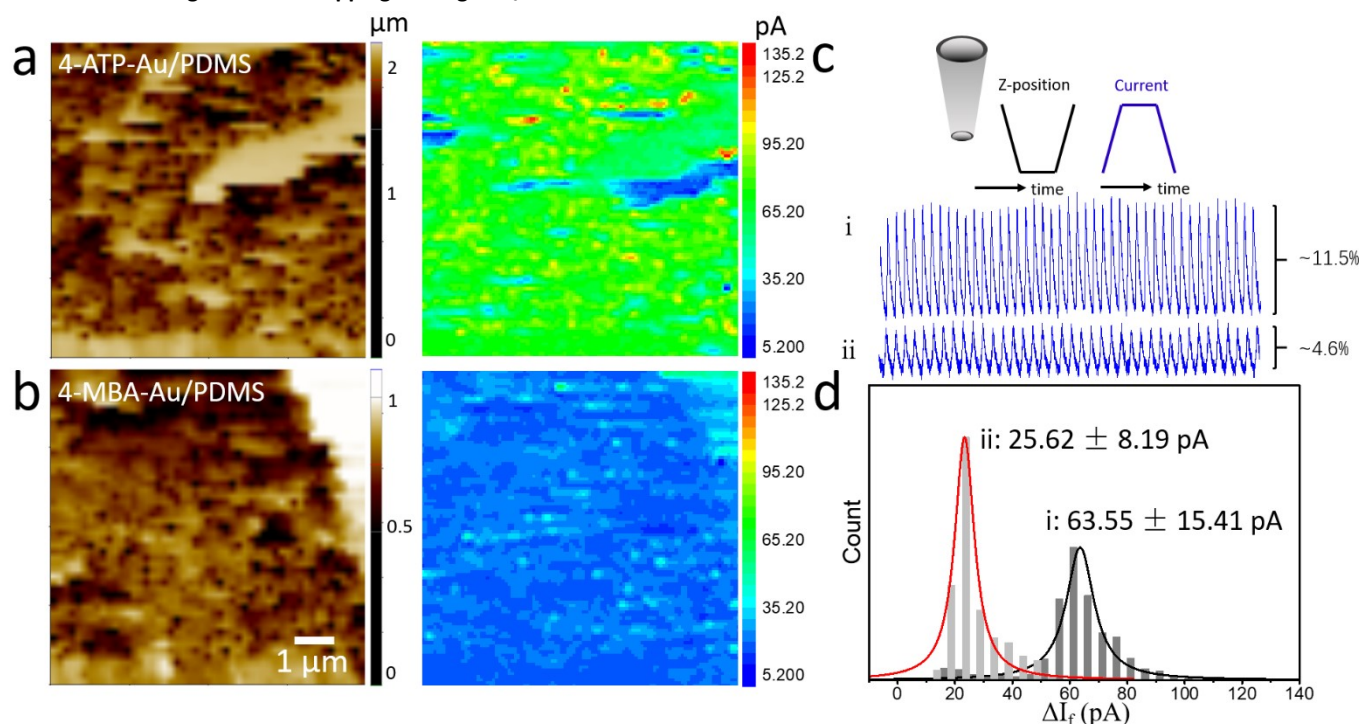 a
4-ATP-Au/PDMS
µm
2
1
0
pA
135.2
125.2
95.20
65.20
35.20
5.200
b
4-MBA-Au/PDMS
1 µm
1
0.5
0
135.2
125.2
95.20
65.20
35.20
5.200
c
Z-position
Current
time
time
i
~11.5%
ii
~4.6%
d
ii: 25.62 ± 8.19 pA
i: 63.55 ± 15.41 pA
Count
0 20 40 60 80 100 120 140
ΔIf (pA)